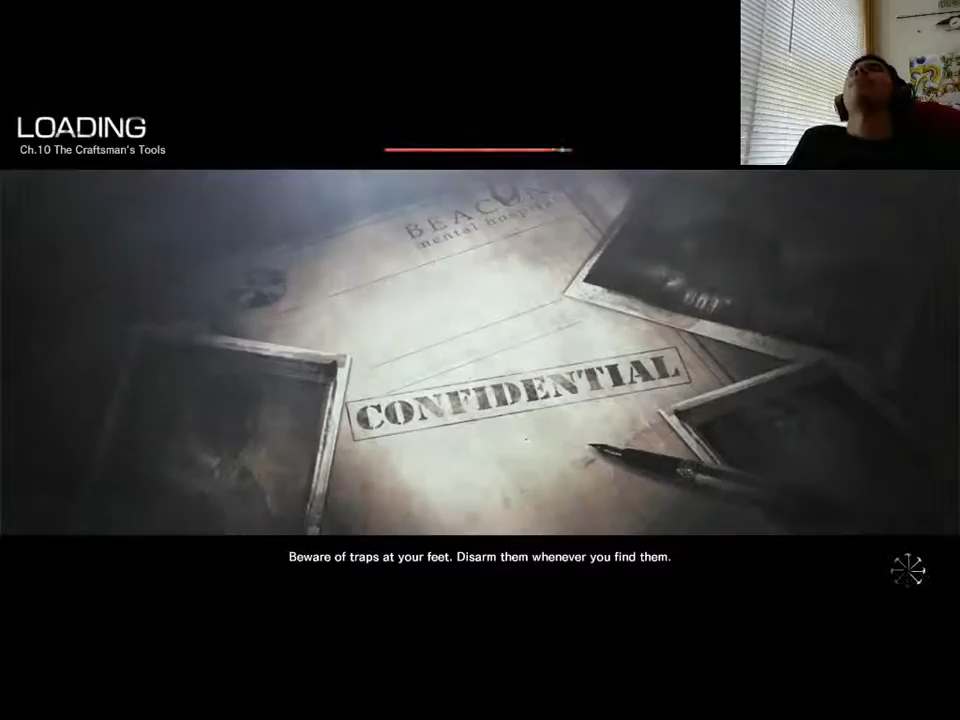 LOADING
Ch.10 The Craftsman's Tools
BEACON
mental hospital
CONFIDENTIAL
Beware of traps at your feet. Disarm them whenever you find them.